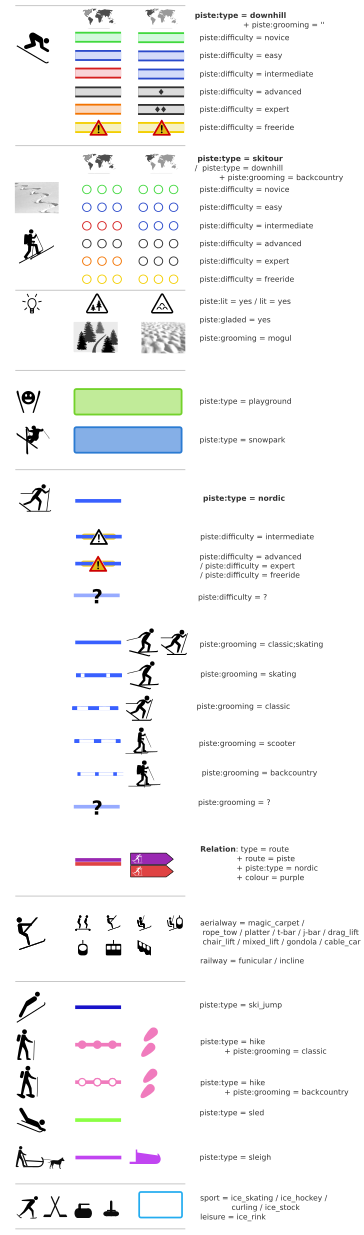 piste:type = downhill
+ piste:grooming = ''
piste:difficulty = novice
piste:difficulty = easy
piste:difficulty = intermediate
piste:difficulty = advanced
piste:difficulty = expert
piste:difficulty = freeride
piste:type = skitour
/ piste:type = downhill
+ piste:grooming = backcountry
piste:difficulty = novice
piste:difficulty = easy
piste:difficulty = intermediate
piste:difficulty = advanced
piste:difficulty = expert
piste:difficulty = freeride
piste:lit = yes / lit = yes
piste:gladed = yes
piste:grooming = mogul
piste:type = playground
piste:type = snowpark
piste:type = nordic
piste:difficulty = intermediate
piste:difficulty = advanced
/ piste:difficulty = expert
/ piste:difficulty = freeride
? piste:difficulty = ?
piste:grooming = classic;skating
piste:grooming = skating
piste:grooming = classic
piste:grooming = scooter
piste:grooming = backcountry
? piste:grooming = ?
Relation: type = route
+ route = piste
+ piste:type = nordic
+ colour = purple
aerialway = magic_carpet /
rope_tow / platter / t-bar / j-bar / drag_lift
chair_lift / mixed_lift / gondola / cable_car
railway = funicular / incline
piste:type = ski_jump
piste:type = hike
+ piste:grooming = classic
piste:type = hike
+ piste:grooming = backcountry
piste:type = sled
piste:type = sleigh
sport = ice_skating / ice_hockey /
curling / ice_stock
leisure = ice_rink